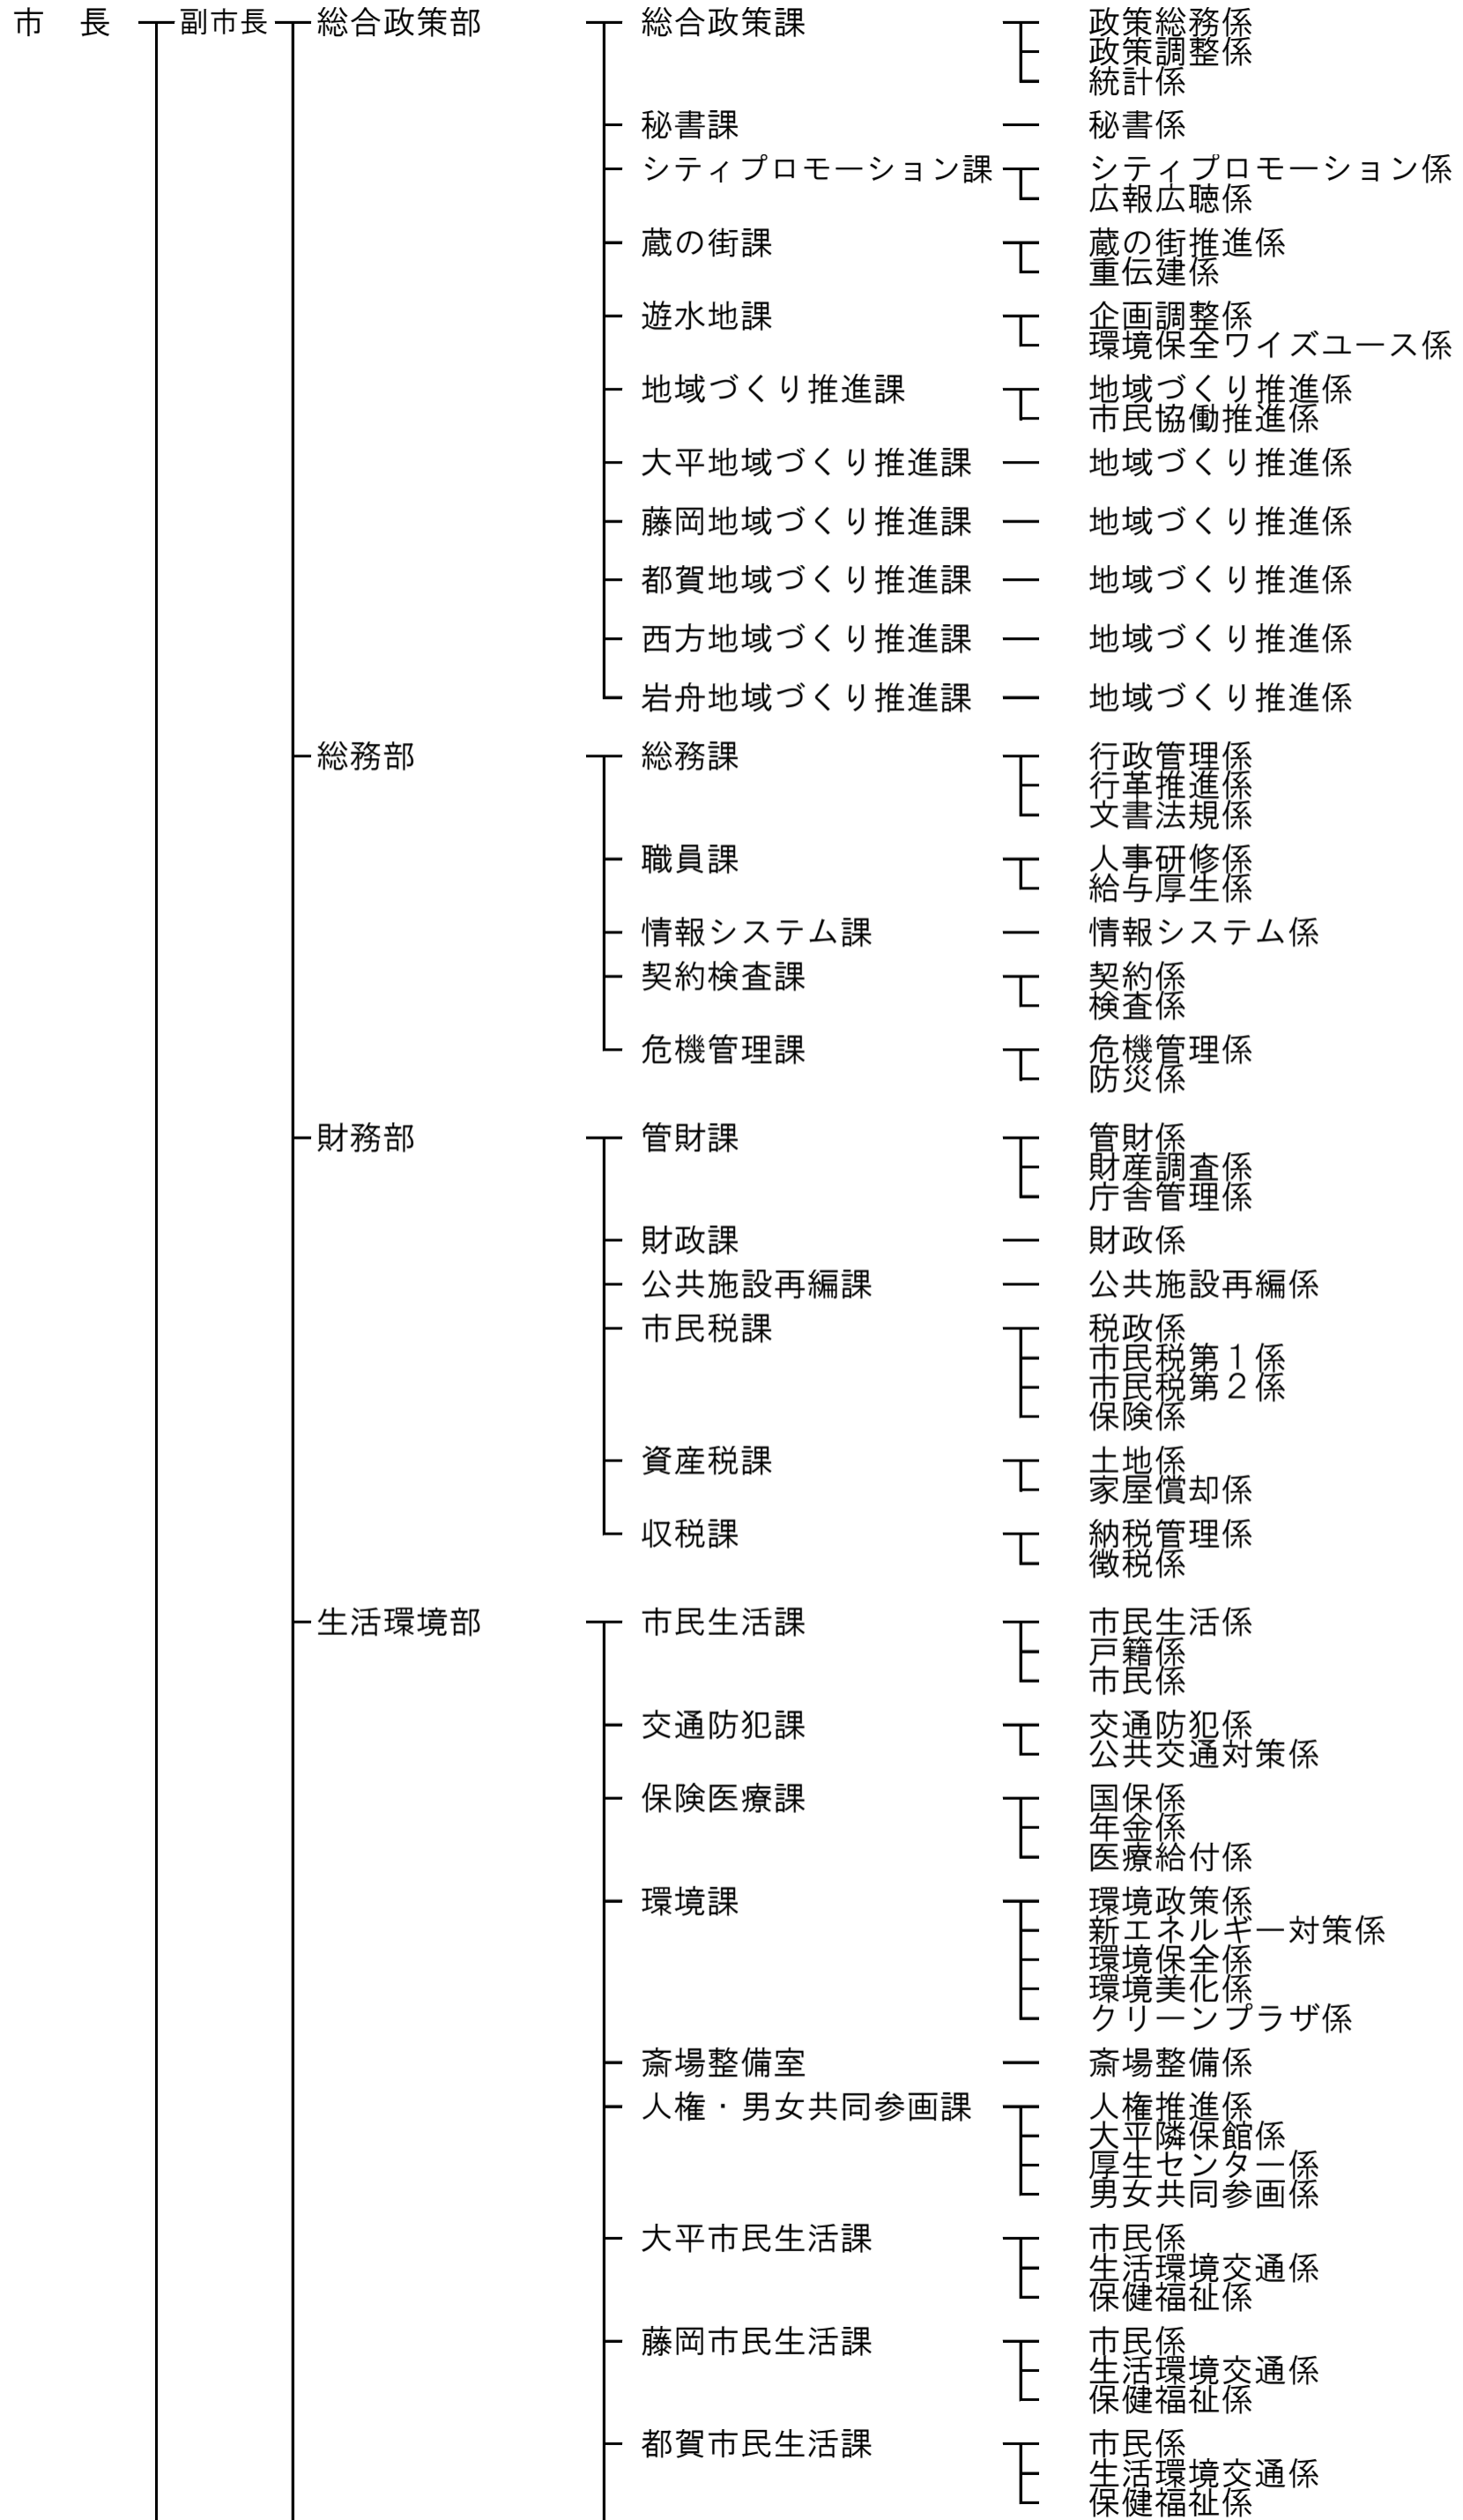 市　長 副市長 総合政策部 総合政策課 政策総務係
政策調整係
統計係
秘書課 秘書係
シティプロモーション課 シティプロモーション係
広報広聴係
蔵の街課 蔵の街推進係
重伝建係
遊水地課 企画調整係
環境保全ワイズユース係
地域づくり推進課 地域づくり推進係
市民協働推進係
大平地域づくり推進課 地域づくり推進係
藤岡地域づくり推進課 地域づくり推進係
都賀地域づくり推進課 地域づくり推進係
西方地域づくり推進課 地域づくり推進係
岩舟地域づくり推進課 地域づくり推進係
総務部 総務課 行政管理係
行革推進係
文書法規係
職員課 人事研修係
給与厚生係
情報システム課 情報システム係
契約検査課 契約係
検査係
危機管理課 危機管理係
防災係
財務部 管財課 管財係
財産調査係
庁舎管理係
財政課 財政係
公共施設再編課 公共施設再編係
市民税課 税政係
市民税第１係
市民税第２係
保険係
資産税課 土地係
家屋償却係
収税課 納税管理係
徴税係
生活環境部 市民生活課 市民生活係
戸籍係
市民係
交通防犯課 交通防犯係
公共交通対策係
保険医療課 国保係
年金係
医療給付係
環境課 環境政策係
新エネルギー対策係
環境保全係
環境美化係
クリーンプラザ係
斎場整備室 斎場整備係
人権・男女共同参画課 人権推進係
大平隣保館係
厚生センター係
男女共同参画係
大平市民生活課 市民係
生活環境交通係
保健福祉係
藤岡市民生活課 市民係
生活環境交通係
保健福祉係
都賀市民生活課 市民係
生活環境交通係
保健福祉係